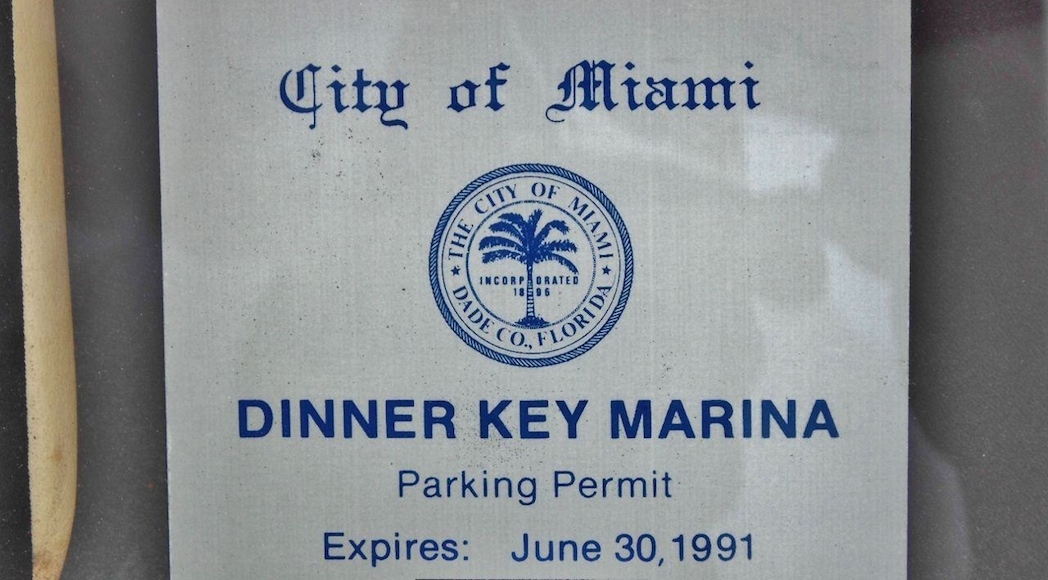 City of Miami
THE CITY OF MIAMI
INCORPORATED
1896
DADE CO., FLORIDA
DINNER KEY MARINA
Parking Permit
Expires: June 30, 1991